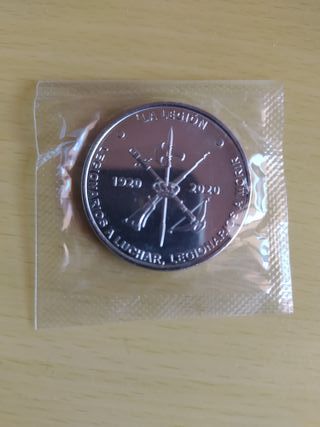 LA LEGION
1920 2020
LEGIONARIOS A LUCHAR, LEGIONARIOS A MORIR